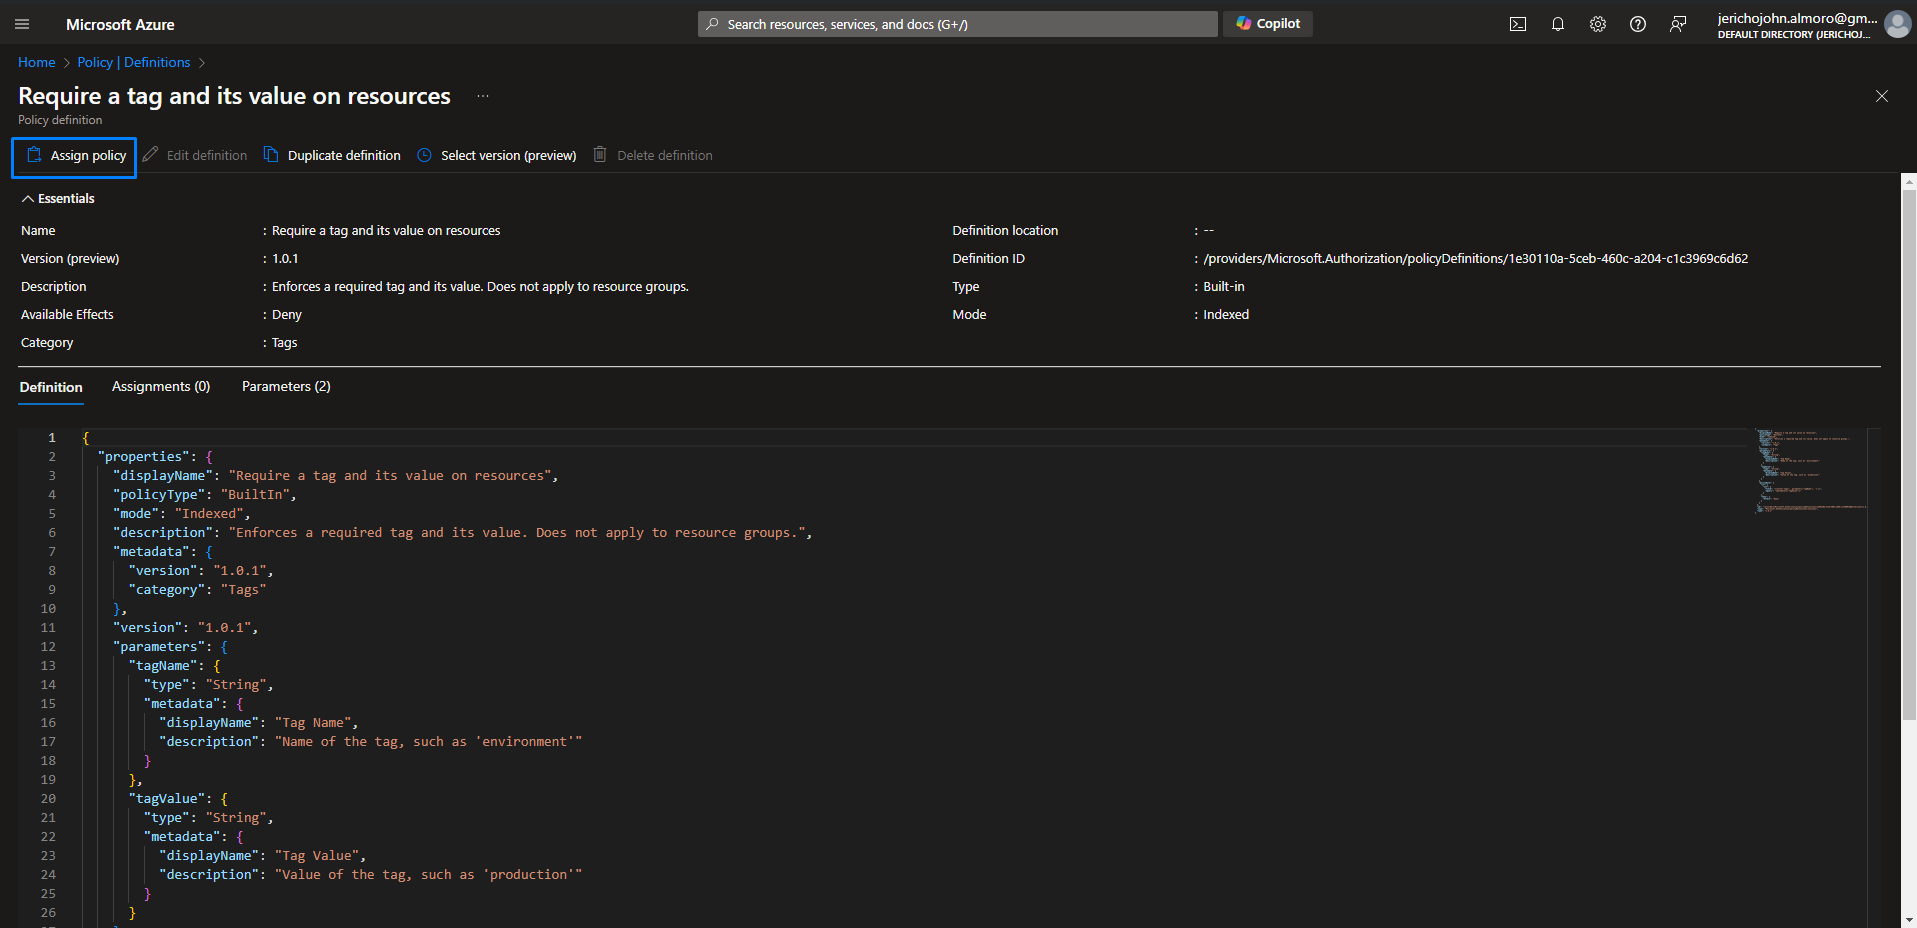 Microsoft Azure
Search resources, services, and docs (G+/)
Copilot
jerichojohn.almoro@gm...
DEFAULT DIRECTORY (JERICHOJ...
Home > Policy | Definitions >
Require a tag and its value on resources ...
Policy definition
Assign policy Edit definition Duplicate definition Select version (preview) Delete definition
Essentials
Name : Require a tag and its value on resources Definition location : --
Version (preview) : 1.0.1 Definition ID : /providers/Microsoft.Authorization/policyDefinitions/1e30110a-5ceb-460c-a204-c1c3969c6d62
Description : Enforces a required tag and its value. Does not apply to resource groups. Type : Built-in
Available Effects : Deny Mode : Indexed
Category : Tags
Definition Assignments (0) Parameters (2)
1 {
2 "properties": {
3 "displayName": "Require a tag and its value on resources",
4 "policyType": "BuiltIn",
5 "mode": "Indexed",
6 "description": "Enforces a required tag and its value. Does not apply to resource groups.",
7 "metadata": {
8 "version": "1.0.1",
9 "category": "Tags"
10 },
11 "version": "1.0.1",
12 "parameters": {
13 "tagName": {
14 "type": "String",
15 "metadata": {
16 "displayName": "Tag Name",
17 "description": "Name of the tag, such as 'environment'"
18 }
19 },
20 "tagValue": {
21 "type": "String",
22 "metadata": {
23 "displayName": "Tag Value",
24 "description": "Value of the tag, such as 'production'"
25 }
26 }